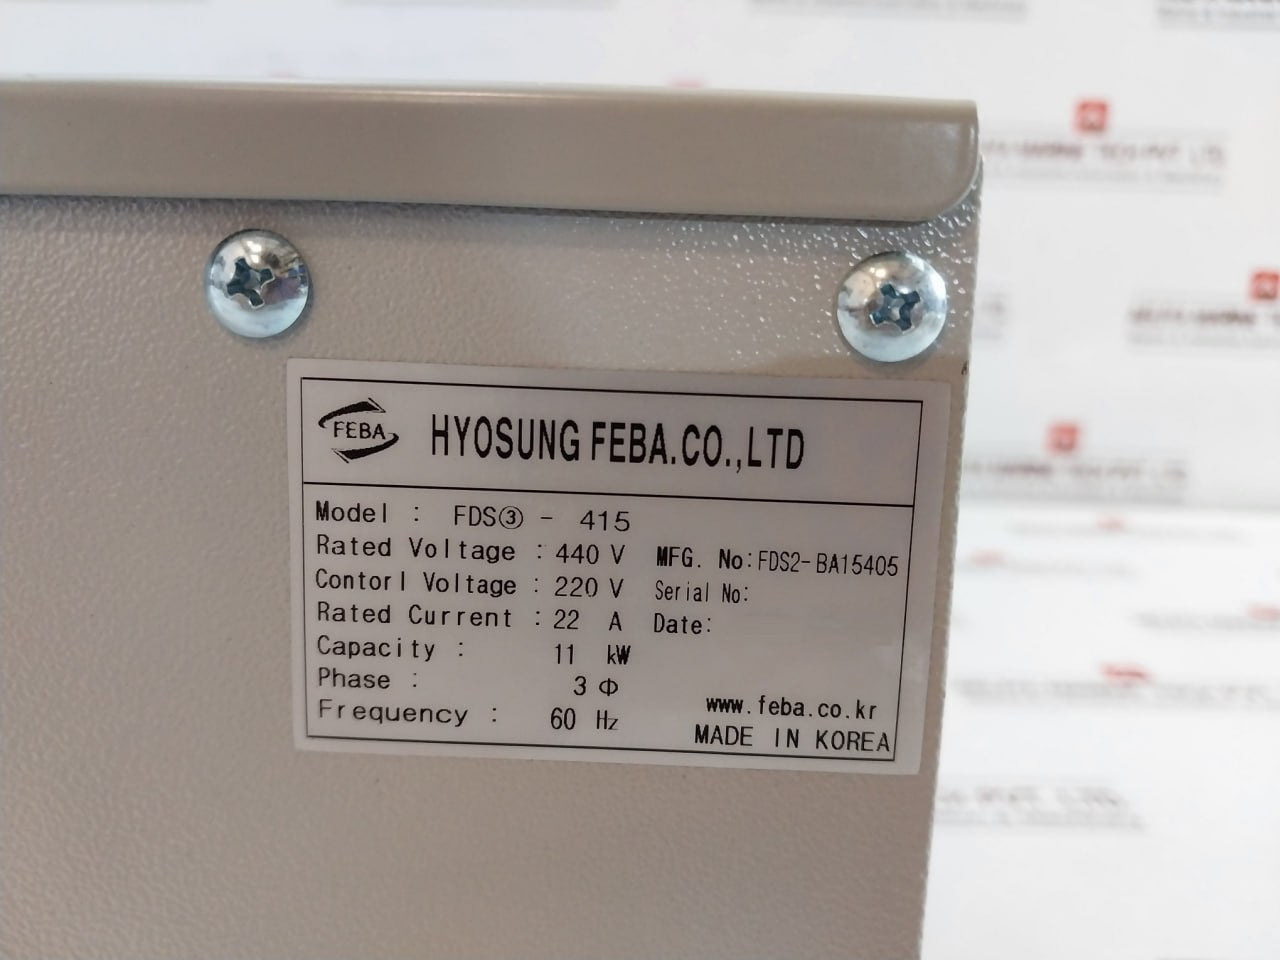 FEBA
HYOSUNG FEBA.CO.,LTD
Model : FDS③ - 415
Rated Voltage : 440 V
Contorl Voltage : 220 V
Rated Current : 22 A
Capacity : 11 kW
Phase : 3 Φ
Frequency : 60 Hz
MFG. No:FDS2-BA15405
Serial No:
Date:
www.feba.co.kr
MADE IN KOREA